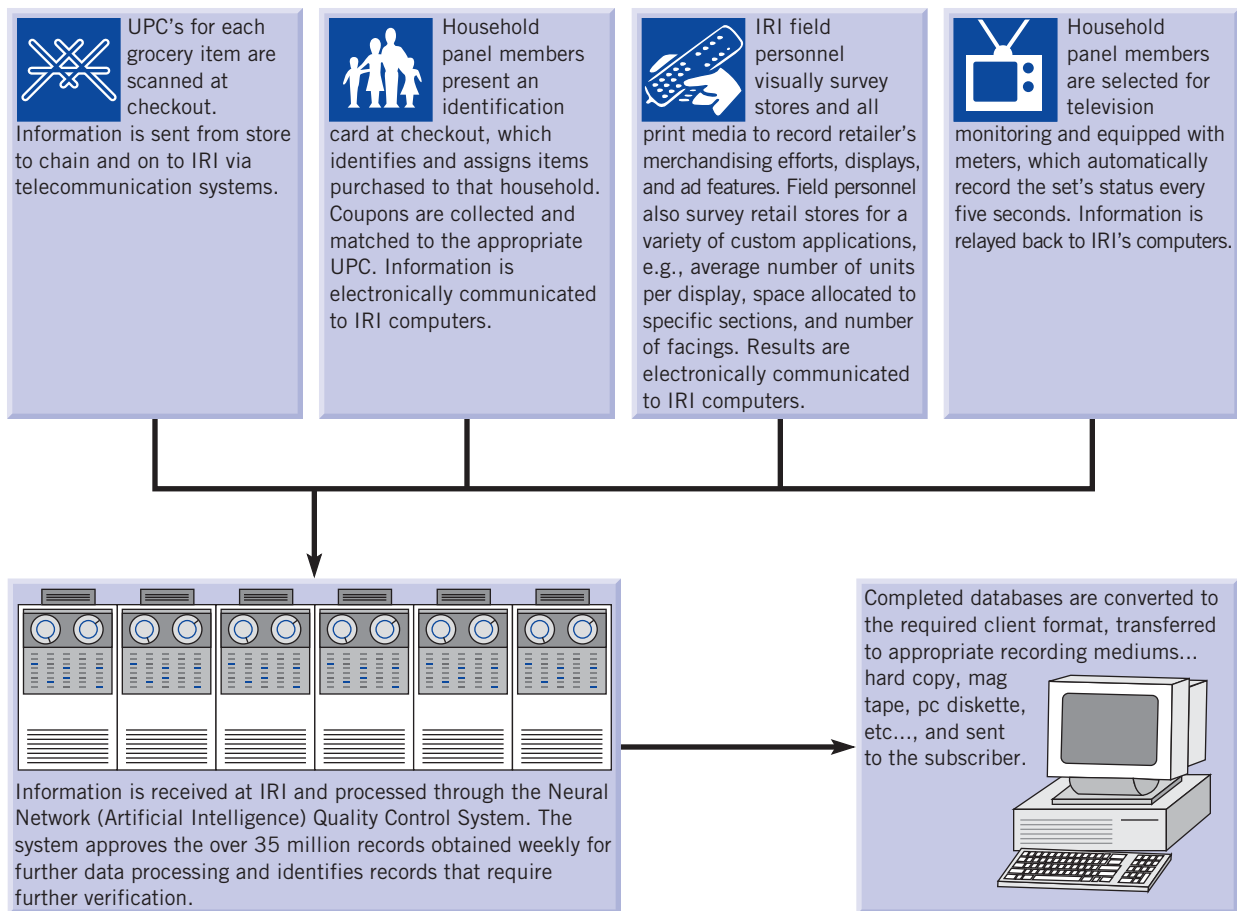 UPC's for each
grocery item are
scanned at
checkout.
Information is sent from store
to chain and on to IRI via
telecommunication systems.
Household
panel members
present an
identification
card at checkout, which
identifies and assigns items
purchased to that household.
Coupons are collected and
matched to the appropriate
UPC. Information is
electronically communicated
to IRI computers.
IRI field
personnel
visually survey
stores and all
print media to record retailer's
merchandising efforts, displays,
and ad features. Field personnel
also survey retail stores for a
variety of custom applications,
e.g., average number of units
per display, space allocated to
specific sections, and number
of facings. Results are
electronically communicated
to IRI computers.
Household
panel members
are selected for
television
monitoring and equipped with
meters, which automatically
record the set's status every
five seconds. Information is
relayed back to IRI's computers.
Information is received at IRI and processed through the Neural
Network (Artificial Intelligence) Quality Control System. The
system approves the over 35 million records obtained weekly for
further data processing and identifies records that require
further verification.
Completed databases are converted to
the required client format, transferred
to appropriate recording mediums...
hard copy, mag
tape, pc diskette,
etc..., and sent
to the subscriber.